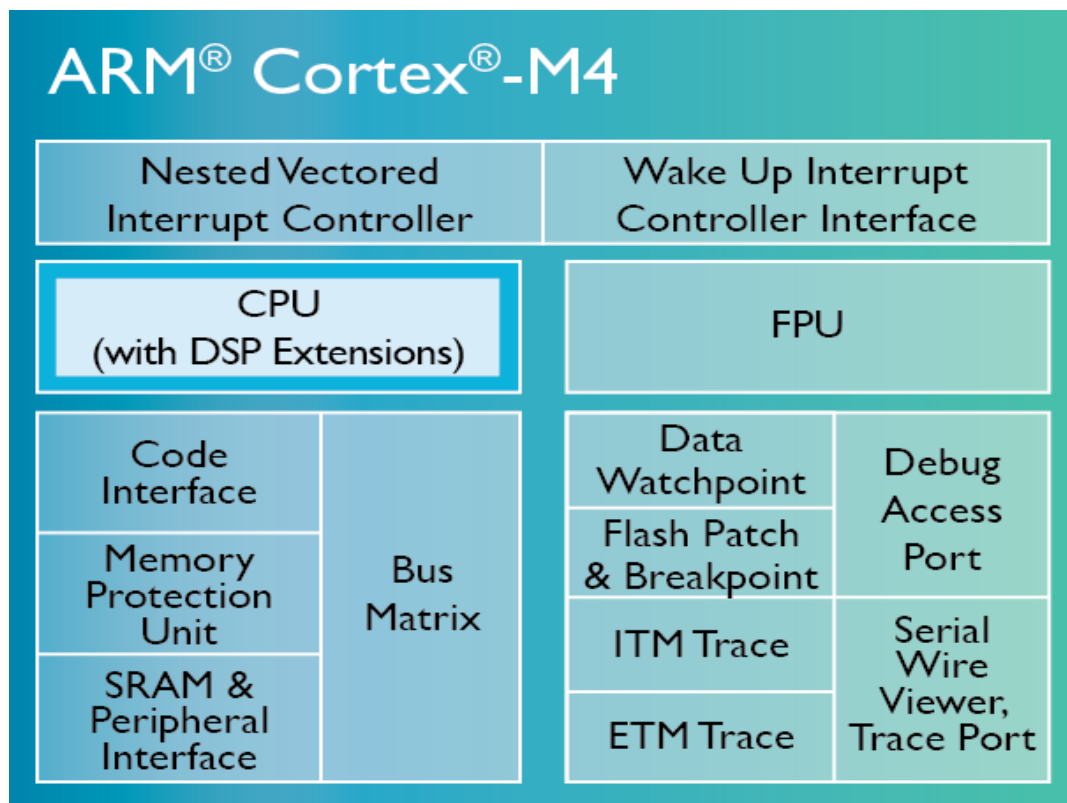 ARM® Cortex®-M4
Nested Vectored
Interrupt Controller
Wake Up Interrupt
Controller Interface
CPU
(with DSP Extensions)
FPU
Code
Interface
Memory
Protection
Unit
SRAM &
Peripheral
Interface
Bus
Matrix
Data
Watchpoint
Flash Patch
& Breakpoint
ITM Trace
ETM Trace
Debug
Access
Port
Serial
Wire
Viewer,
Trace Port